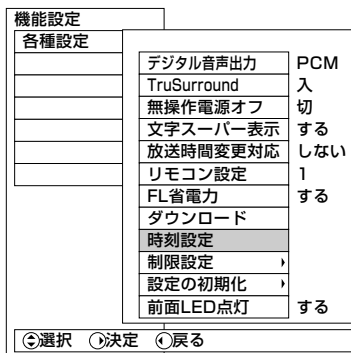 機能設定
各種設定
デジタル音声出力 PCM
TruSurround 入
無操作電源オフ 切
文字スーパー表示 する
放送時間変更対応 しない
リモコン設定 1
FL省電力 する
ダウンロード
時刻設定
制限設定
設定の初期化
前面LED点灯 する
選択 決定 戻る